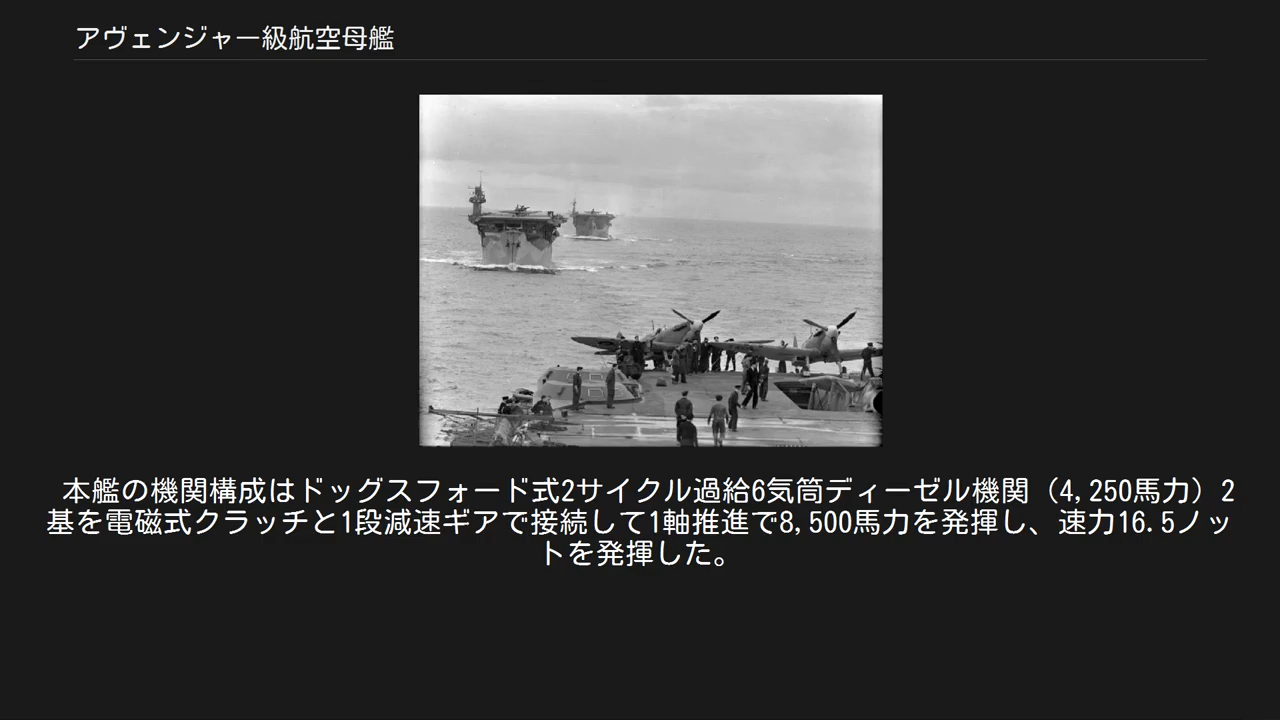 アヴェンジャー級航空母艦
本艦の機関構成はドッグスフォード式2サイクル過給6気筒ディーゼル機関（4,250馬力）2
基を電磁式クラッチと1段減速ギアで接続して1軸推進で8,500馬力を発揮し、速力16.5ノッ
トを発揮した。